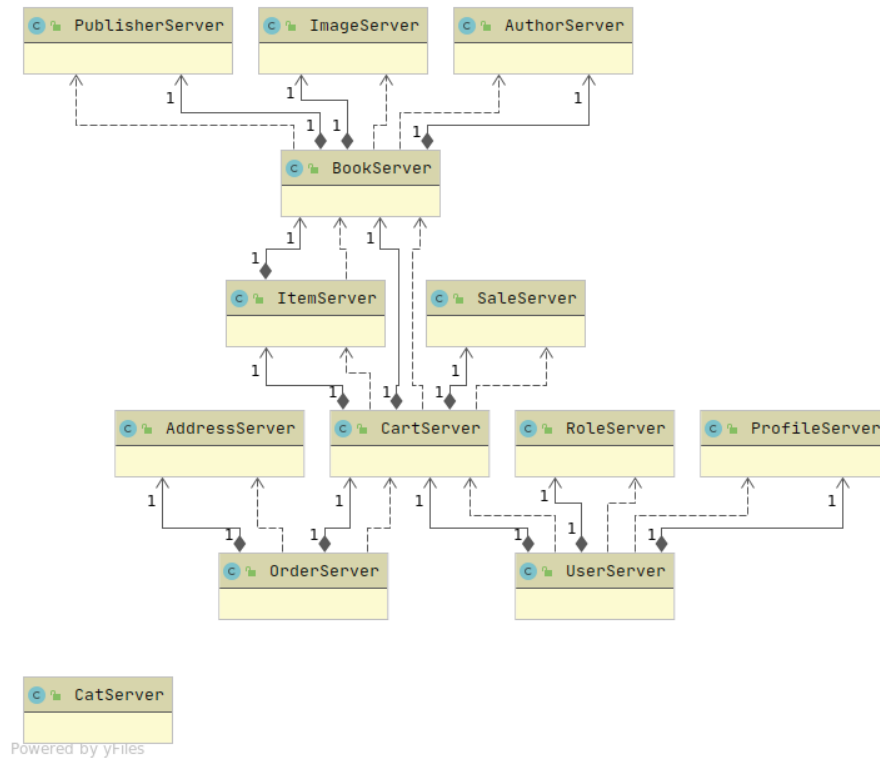 C PublisherServer
C ImageServer
C AuthorServer
1
1
1
1
1
1
C BookServer
1
1
1
C ItemServer
C SaleServer
1
1
1
1
1
C AddressServer
C CartServer
C RoleServer
C ProfileServer
1
1
1
1
1
1
1
1
1
1
C OrderServer
C UserServer
C CatServer
Powered by yFiles